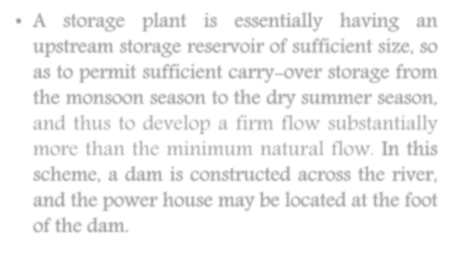 • A storage plant is essentially having an
upstream storage reservoir of sufficient size, so
as to permit sufficient carry-over storage from
the monsoon season to the dry summer season,
and thus to develop a firm flow substantially
more than the minimum natural flow. In this
scheme, a dam is constructed across the river,
and the power house may be located at the foot
of the dam.